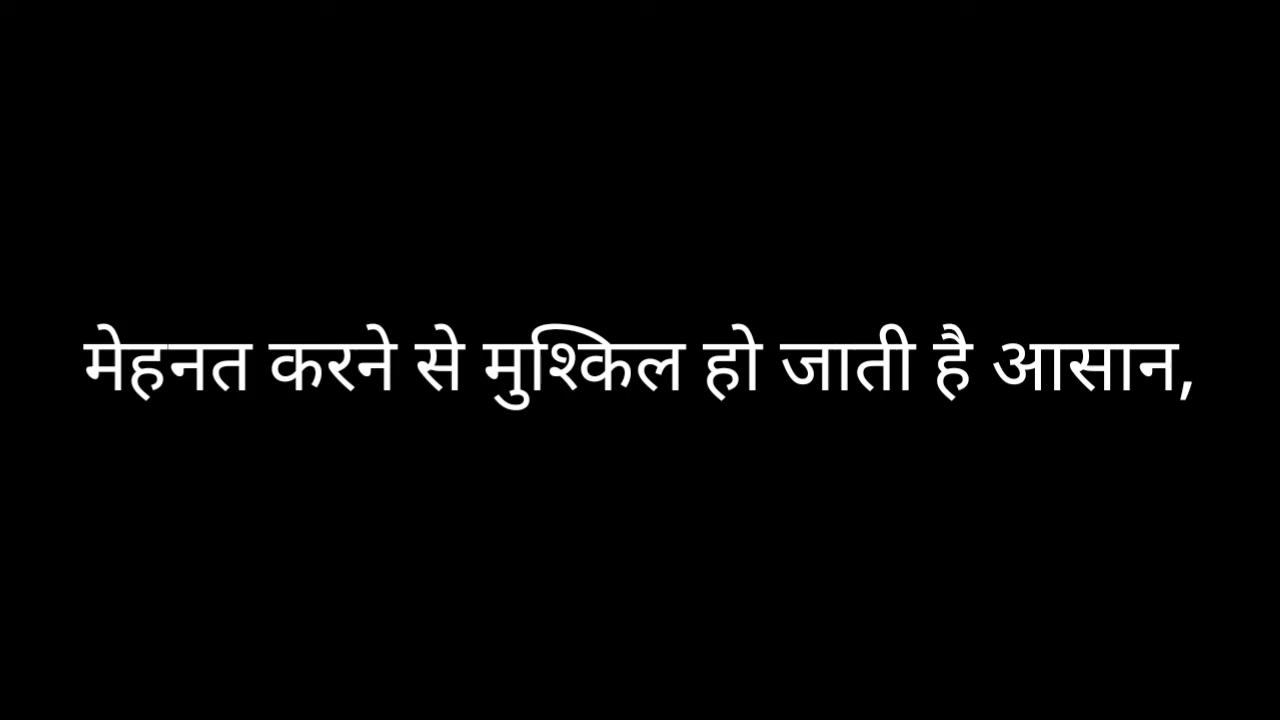 मेहनत करने से मुश्किल हो जाती है आसान,